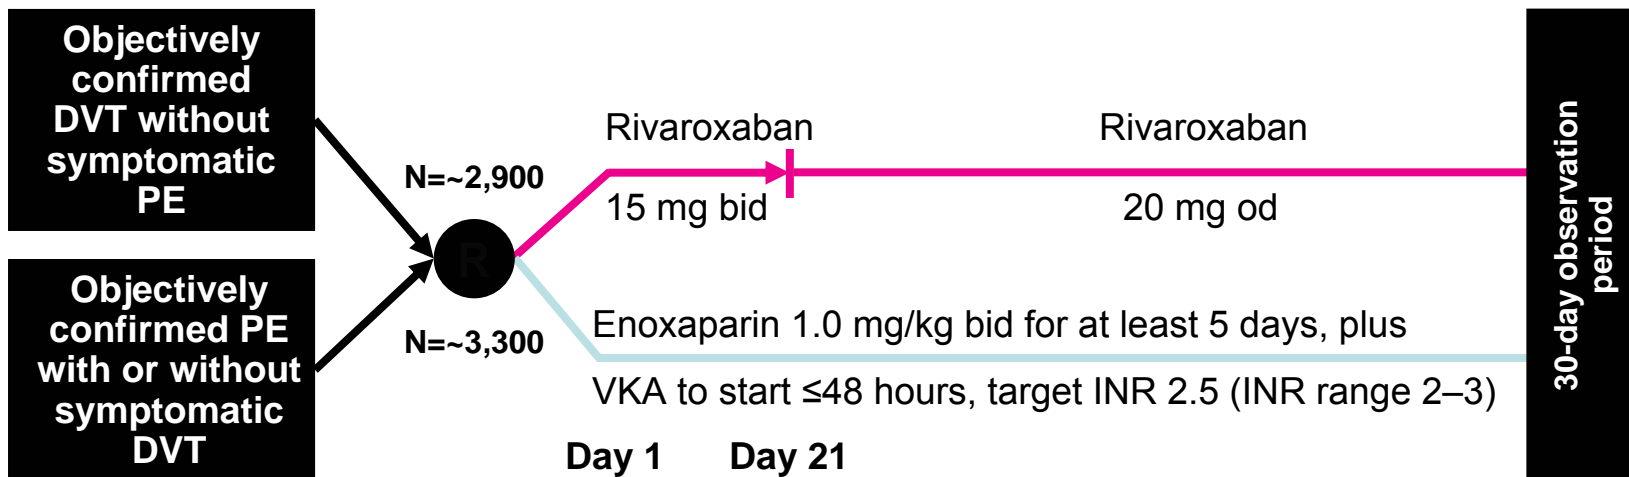 Objectively
confirmed
DVT without
symptomatic
PE
Objectively
confirmed PE
with or without
symptomatic
DVT
N=~2,900
R
N=~3,300
Rivaroxaban
15 mg bid
Rivaroxaban
20 mg od
Enoxaparin 1.0 mg/kg bid for at least 5 days, plus
VKA to start ≤48 hours, target INR 2.5 (INR range 2–3)
Day 1
Day 21
30-day observation
period